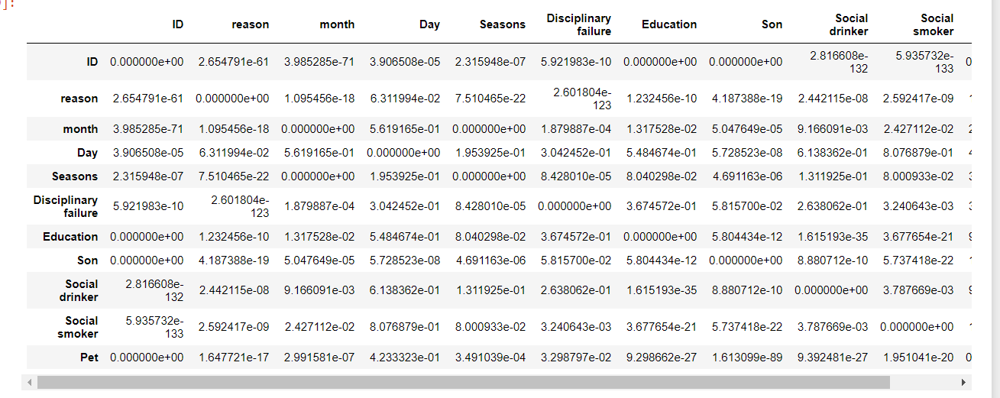 ]:
ID reason month Day Seasons Disciplinary failure Education Son Social drinker Social smoker
ID 0.000000e+00 2.654791e-61 3.985285e-71 3.906508e-05 2.315948e-07 5.921983e-10 0.000000e+00 0.000000e+00 2.816608e-132 5.935732e-133 0
reason 2.654791e-61 0.000000e+00 1.095456e-18 6.311994e-02 7.510465e-22 2.601804e-123 1.232456e-10 4.187388e-19 2.442115e-08 2.592417e-09
month 3.985285e-71 1.095456e-18 0.000000e+00 5.619165e-01 0.000000e+00 1.879887e-04 1.317528e-02 5.047649e-05 9.166091e-03 2.427112e-02
Day 3.906508e-05 6.311994e-02 5.619165e-01 0.000000e+00 1.953925e-01 3.042452e-01 5.484674e-01 5.728523e-08 6.138362e-01 8.076879e-01
Seasons 2.315948e-07 7.510465e-22 0.000000e+00 1.953925e-01 0.000000e+00 8.428010e-05 8.040298e-02 4.691163e-06 1.311925e-01 8.000933e-02
Disciplinary failure 5.921983e-10 2.601804e-123 1.879887e-04 3.042452e-01 8.428010e-05 0.000000e+00 3.674572e-01 5.815700e-02 2.638062e-01 3.240643e-03
Education 0.000000e+00 1.232456e-10 1.317528e-02 5.484674e-01 8.040298e-02 3.674572e-01 0.000000e+00 5.804434e-12 1.615193e-35 3.677654e-21
Son 0.000000e+00 4.187388e-19 5.047649e-05 5.728523e-08 4.691163e-06 5.815700e-02 5.804434e-12 0.000000e+00 8.880712e-10 5.737418e-22
Social drinker 2.816608e-132 2.442115e-08 9.166091e-03 6.138362e-01 1.311925e-01 2.638062e-01 1.615193e-35 8.880712e-10 0.000000e+00 3.787669e-03
Social smoker 5.935732e-133 2.592417e-09 2.427112e-02 8.076879e-01 8.000933e-02 3.240643e-03 3.677654e-21 5.737418e-22 3.787669e-03 0.000000e+00
Pet 0.000000e+00 1.647721e-17 2.991581e-07 4.233323e-01 3.491039e-04 3.298797e-02 9.298662e-27 1.613099e-89 9.392481e-27 1.951041e-20 0